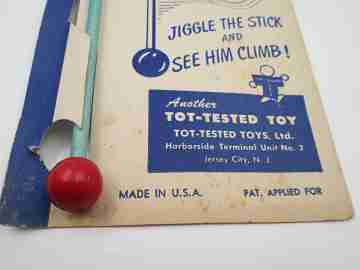 JIGGLE THE STICK
AND
SEE HIM CLIMB!
Another
TOT-TESTED TOY
TOT-TESTED TOYS, Ltd.
Harborside Terminal Unit No. 3
Jersey City, N. J.
MADE IN U.S.A. PAT. APPLIED FOR